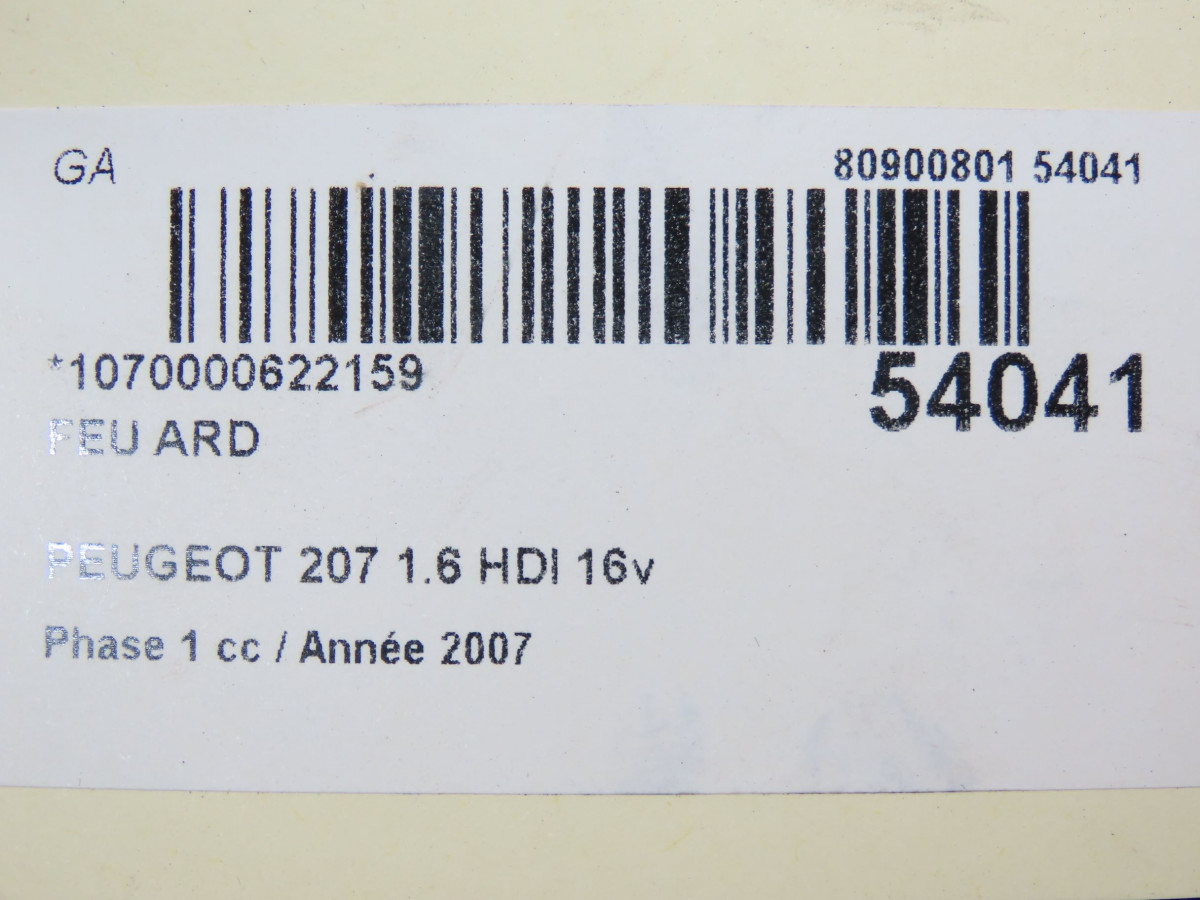 GA
80900801 54041
*1070000622159
54041
FEU ARD
PEUGEOT 207 1.6 HDI 16v
Phase 1 cc / Année 2007